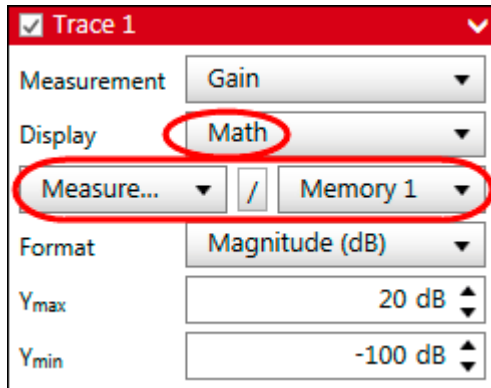 Trace 1
Measurement Gain
Display Math
Measure... / Memory 1
Format Magnitude (dB)
Ymax 20 dB
Ymin -100 dB